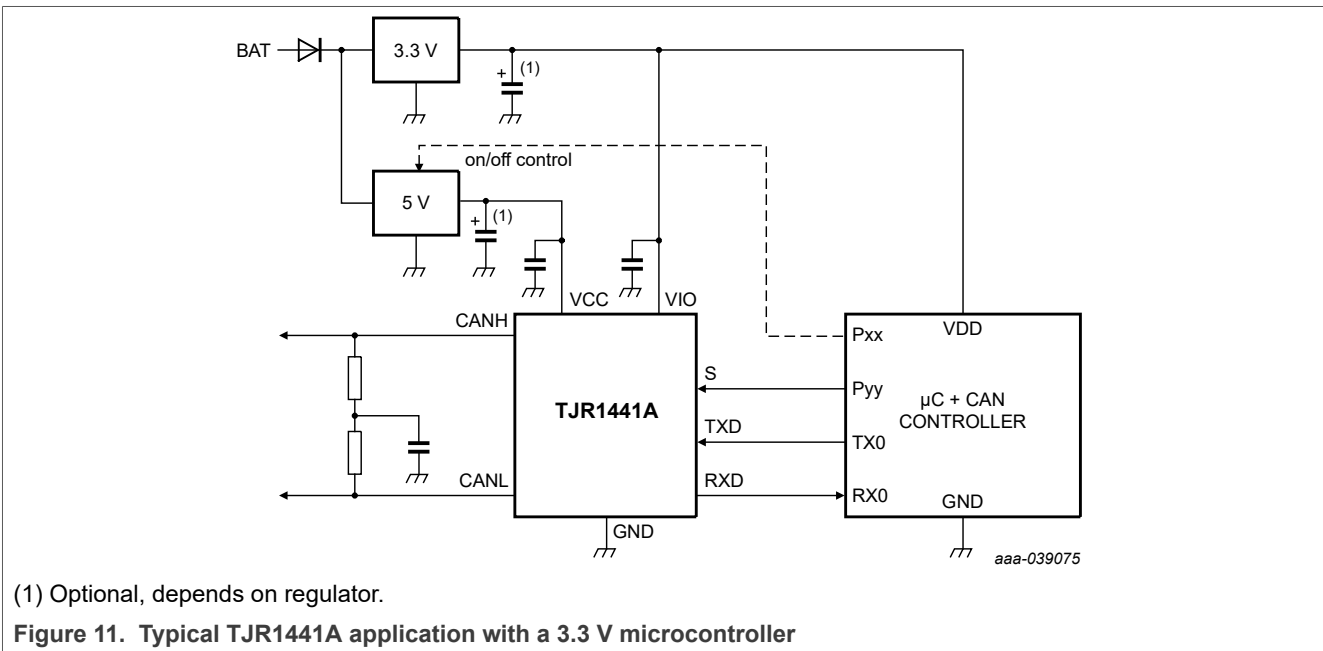 BAT
3.3 V
+ (1)
on/off control
5 V
+ (1)
VCC
VIO
CANH
CANL
TJR1441A
S
TXD
RXD
GND
Pxx
VDD
Pyy
µC + CAN
CONTROLLER
TX0
RX0
GND
aaa-039075
(1) Optional, depends on regulator.
Figure 11. Typical TJR1441A application with a 3.3 V microcontroller